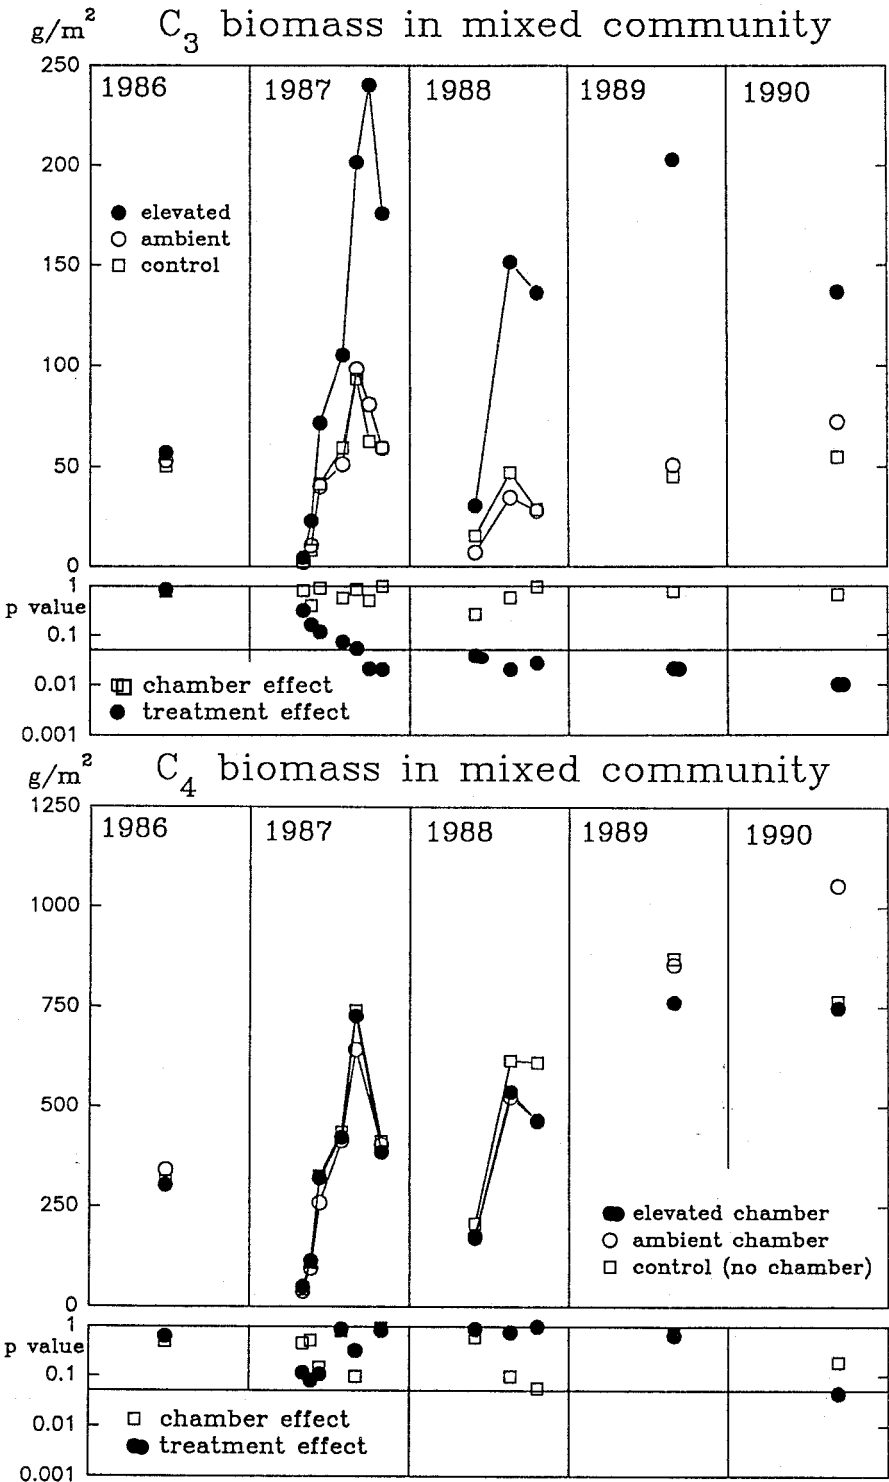 C3 biomass in mixed community
g/m2
250
1986
1987
1988
1989
1990
200
elevated
ambient
control
150
100
50
0
1
p value
0.1
0.01
chamber effect
treatment effect
0.001
C4 biomass in mixed community
g/m2
1250
1986
1987
1988
1989
1990
1000
750
500
250
elevated chamber
ambient chamber
control (no chamber)
0
1
p value
0.1
0.01
chamber effect
treatment effect
0.001